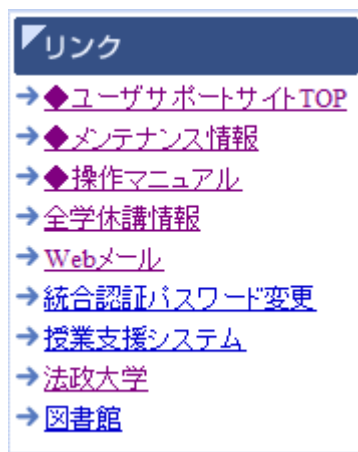 リンク
◆ユーザサポートサイトTOP
◆メンテナンス情報
◆操作マニュアル
全学休講情報
Webメール
統合認証パスワード変更
授業支援システム
法政大学
図書館